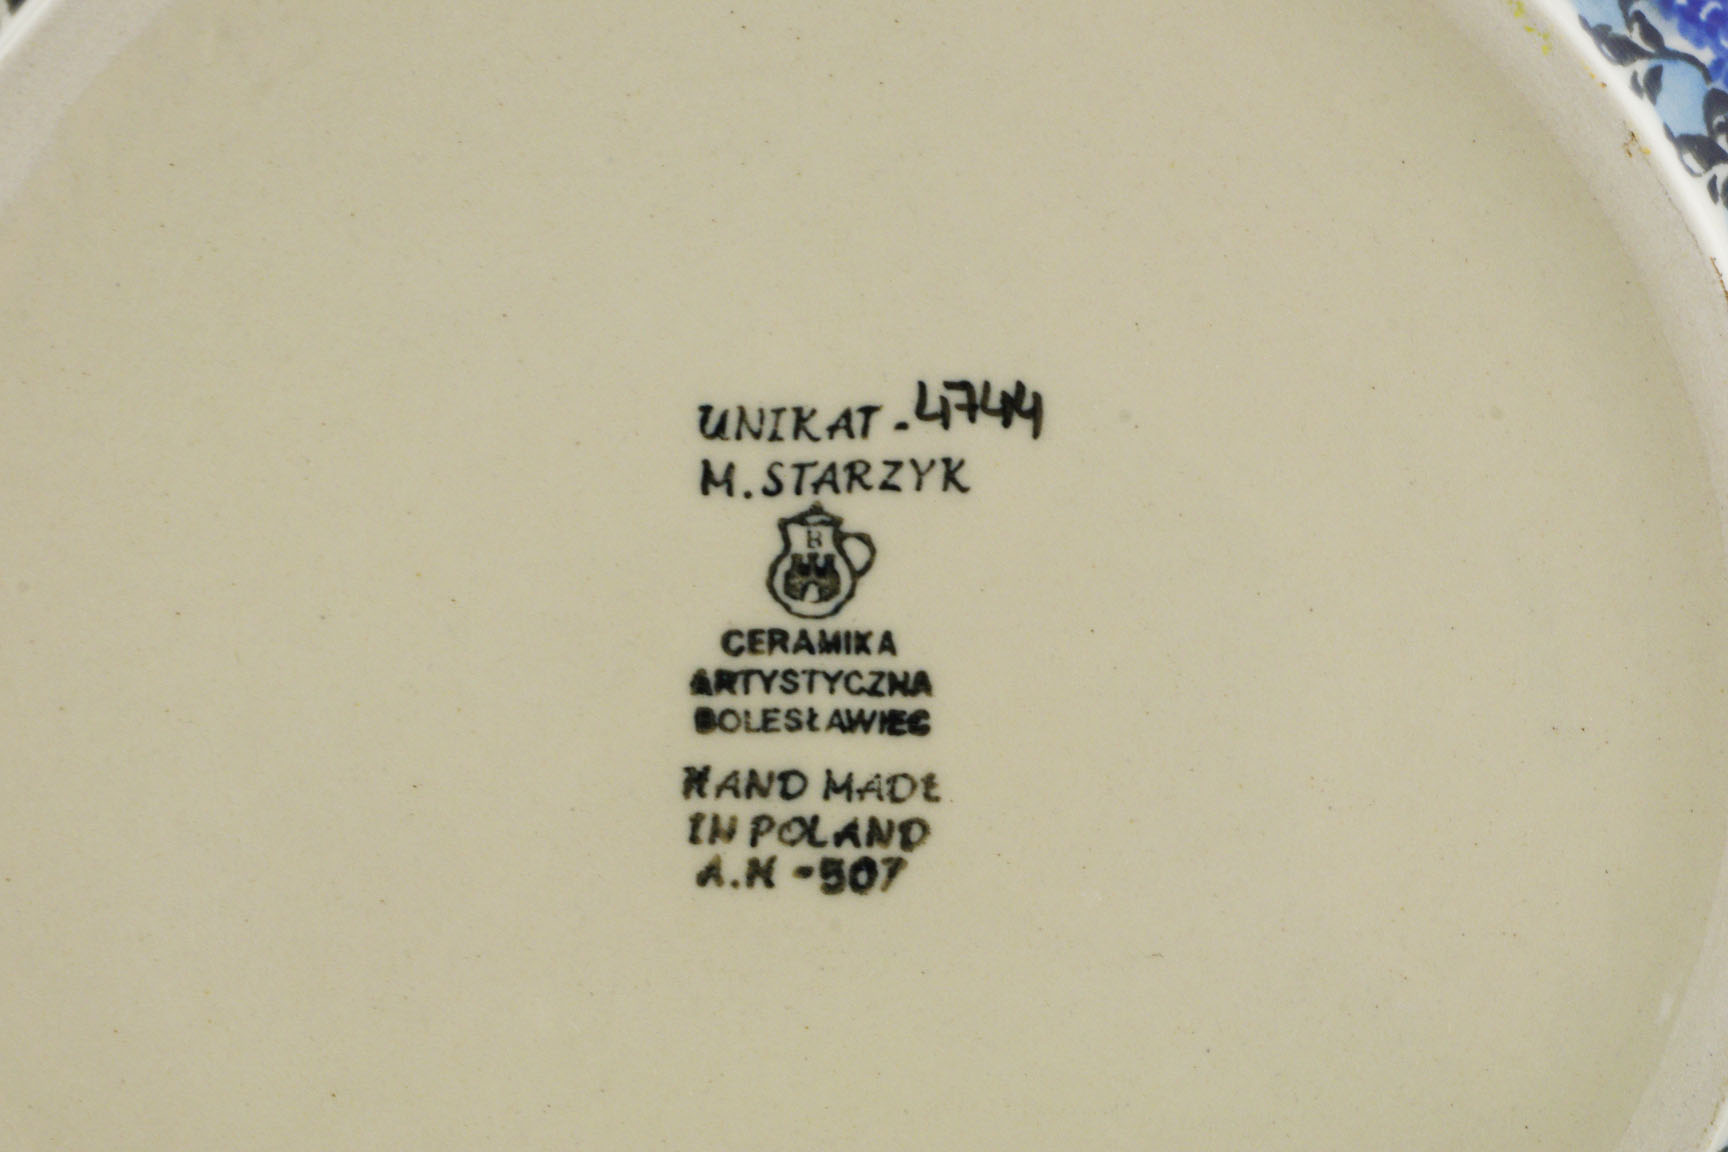 UNIKAT - 4744
M. STARZYK
B
CERAMIKA
ARTYSTYCZNA
BOLESŁAWIEC
HAND MADE
IN POLAND
A.N - 507